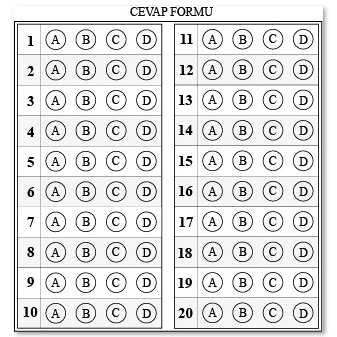 CEVAP FORMU
1 A B C D 11 A B C D
2 A B C D 12 A B C D
3 A B C D 13 A B C D
4 A B C D 14 A B C D
5 A B C D 15 A B C D
6 A B C D 16 A B C D
7 A B C D 17 A B C D
8 A B C D 18 A B C D
9 A B C D 19 A B C D
10 A B C D 20 A B C D